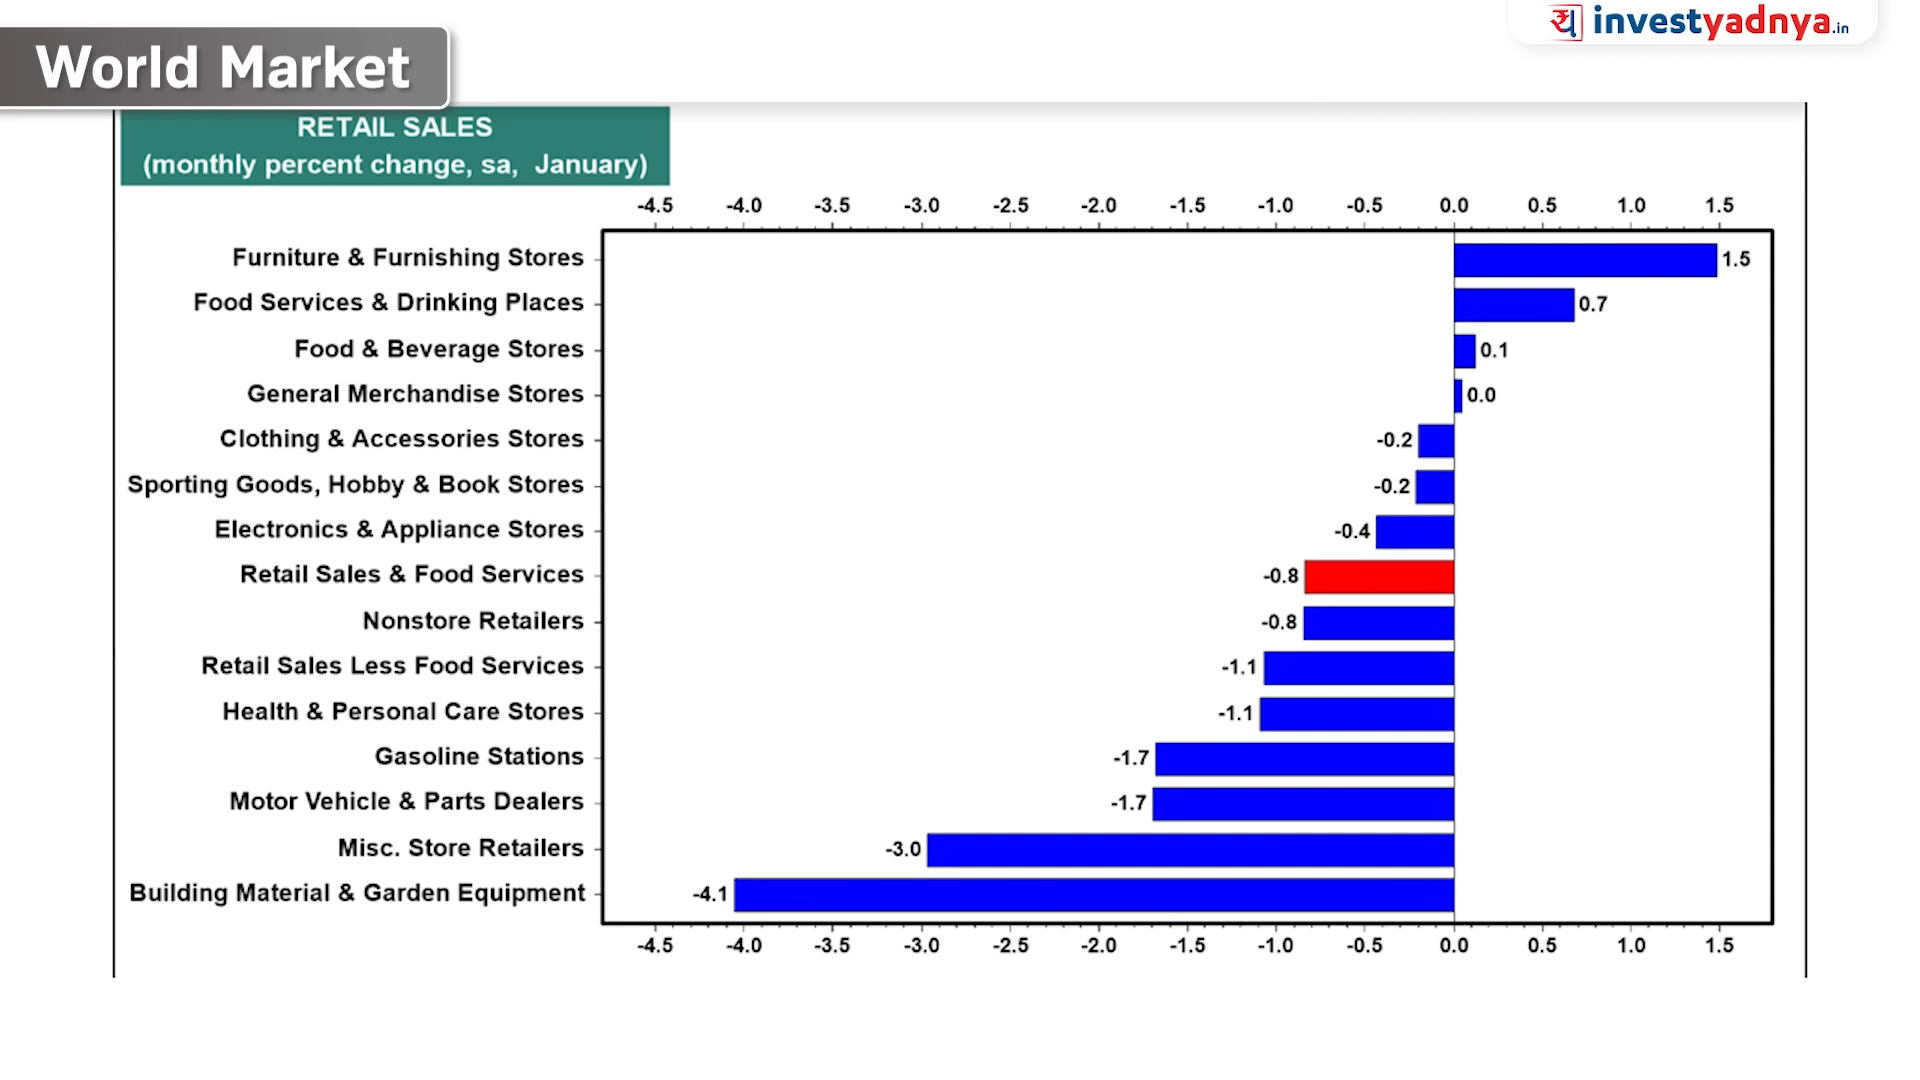 World Market
यु investyadnya.in
RETAIL SALES
(monthly percent change, sa, January)
-4.5 -4.0 -3.5 -3.0 -2.5 -2.0 -1.5 -1.0 -0.5 0.0 0.5 1.0 1.5
Furniture & Furnishing Stores 1.5
Food Services & Drinking Places 0.7
Food & Beverage Stores 0.1
General Merchandise Stores 0.0
Clothing & Accessories Stores -0.2
Sporting Goods, Hobby & Book Stores -0.2
Electronics & Appliance Stores -0.4
Retail Sales & Food Services -0.8
Nonstore Retailers -0.8
Retail Sales Less Food Services -1.1
Health & Personal Care Stores -1.1
Gasoline Stations -1.7
Motor Vehicle & Parts Dealers -1.7
Misc. Store Retailers -3.0
Building Material & Garden Equipment -4.1
-4.5 -4.0 -3.5 -3.0 -2.5 -2.0 -1.5 -1.0 -0.5 0.0 0.5 1.0 1.5